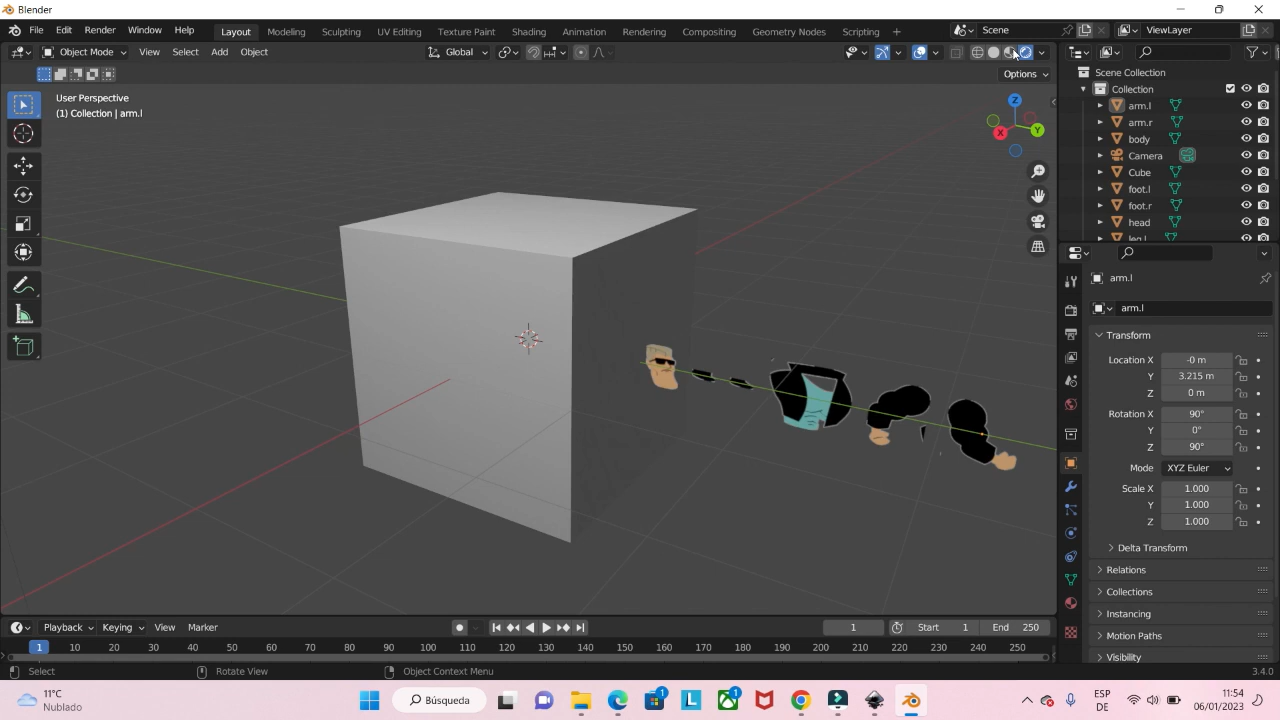 Blender
File Edit Render Window Help
Layout Modeling Sculpting UV Editing Texture Paint Shading Animation Rendering Compositing Geometry Nodes Scripting +
Scene
ViewLayer
Object Mode View Select Add Object
Global
Options
User Perspective
(1) Collection | arm.l
Z
X
Y
Scene Collection
Collection
arm.l
arm.r
body
Camera
Cube
foot.l
foot.r
head
leg.l
arm.l
arm.l
Transform
Location X -0 m
Y 3.215 m
Z 0 m
Rotation X 90°
Y 0°
Z 90°
Mode XYZ Euler
Scale X 1.000
Y 1.000
Z 1.000
Delta Transform
Relations
Collections
Instancing
Motion Paths
Visibility
Playback Keying View Marker
1 Start 1 End 250
1 10 20 30 40 50 60 70 80 90 100 110 120 130 140 150 160 170 180 190 200 210 220 230 240 250
Select Rotate View Object Context Menu 3.4.0
11°C
Nublado
Búsqueda
1
L
1
ESP
DE
11:54
06/01/2023